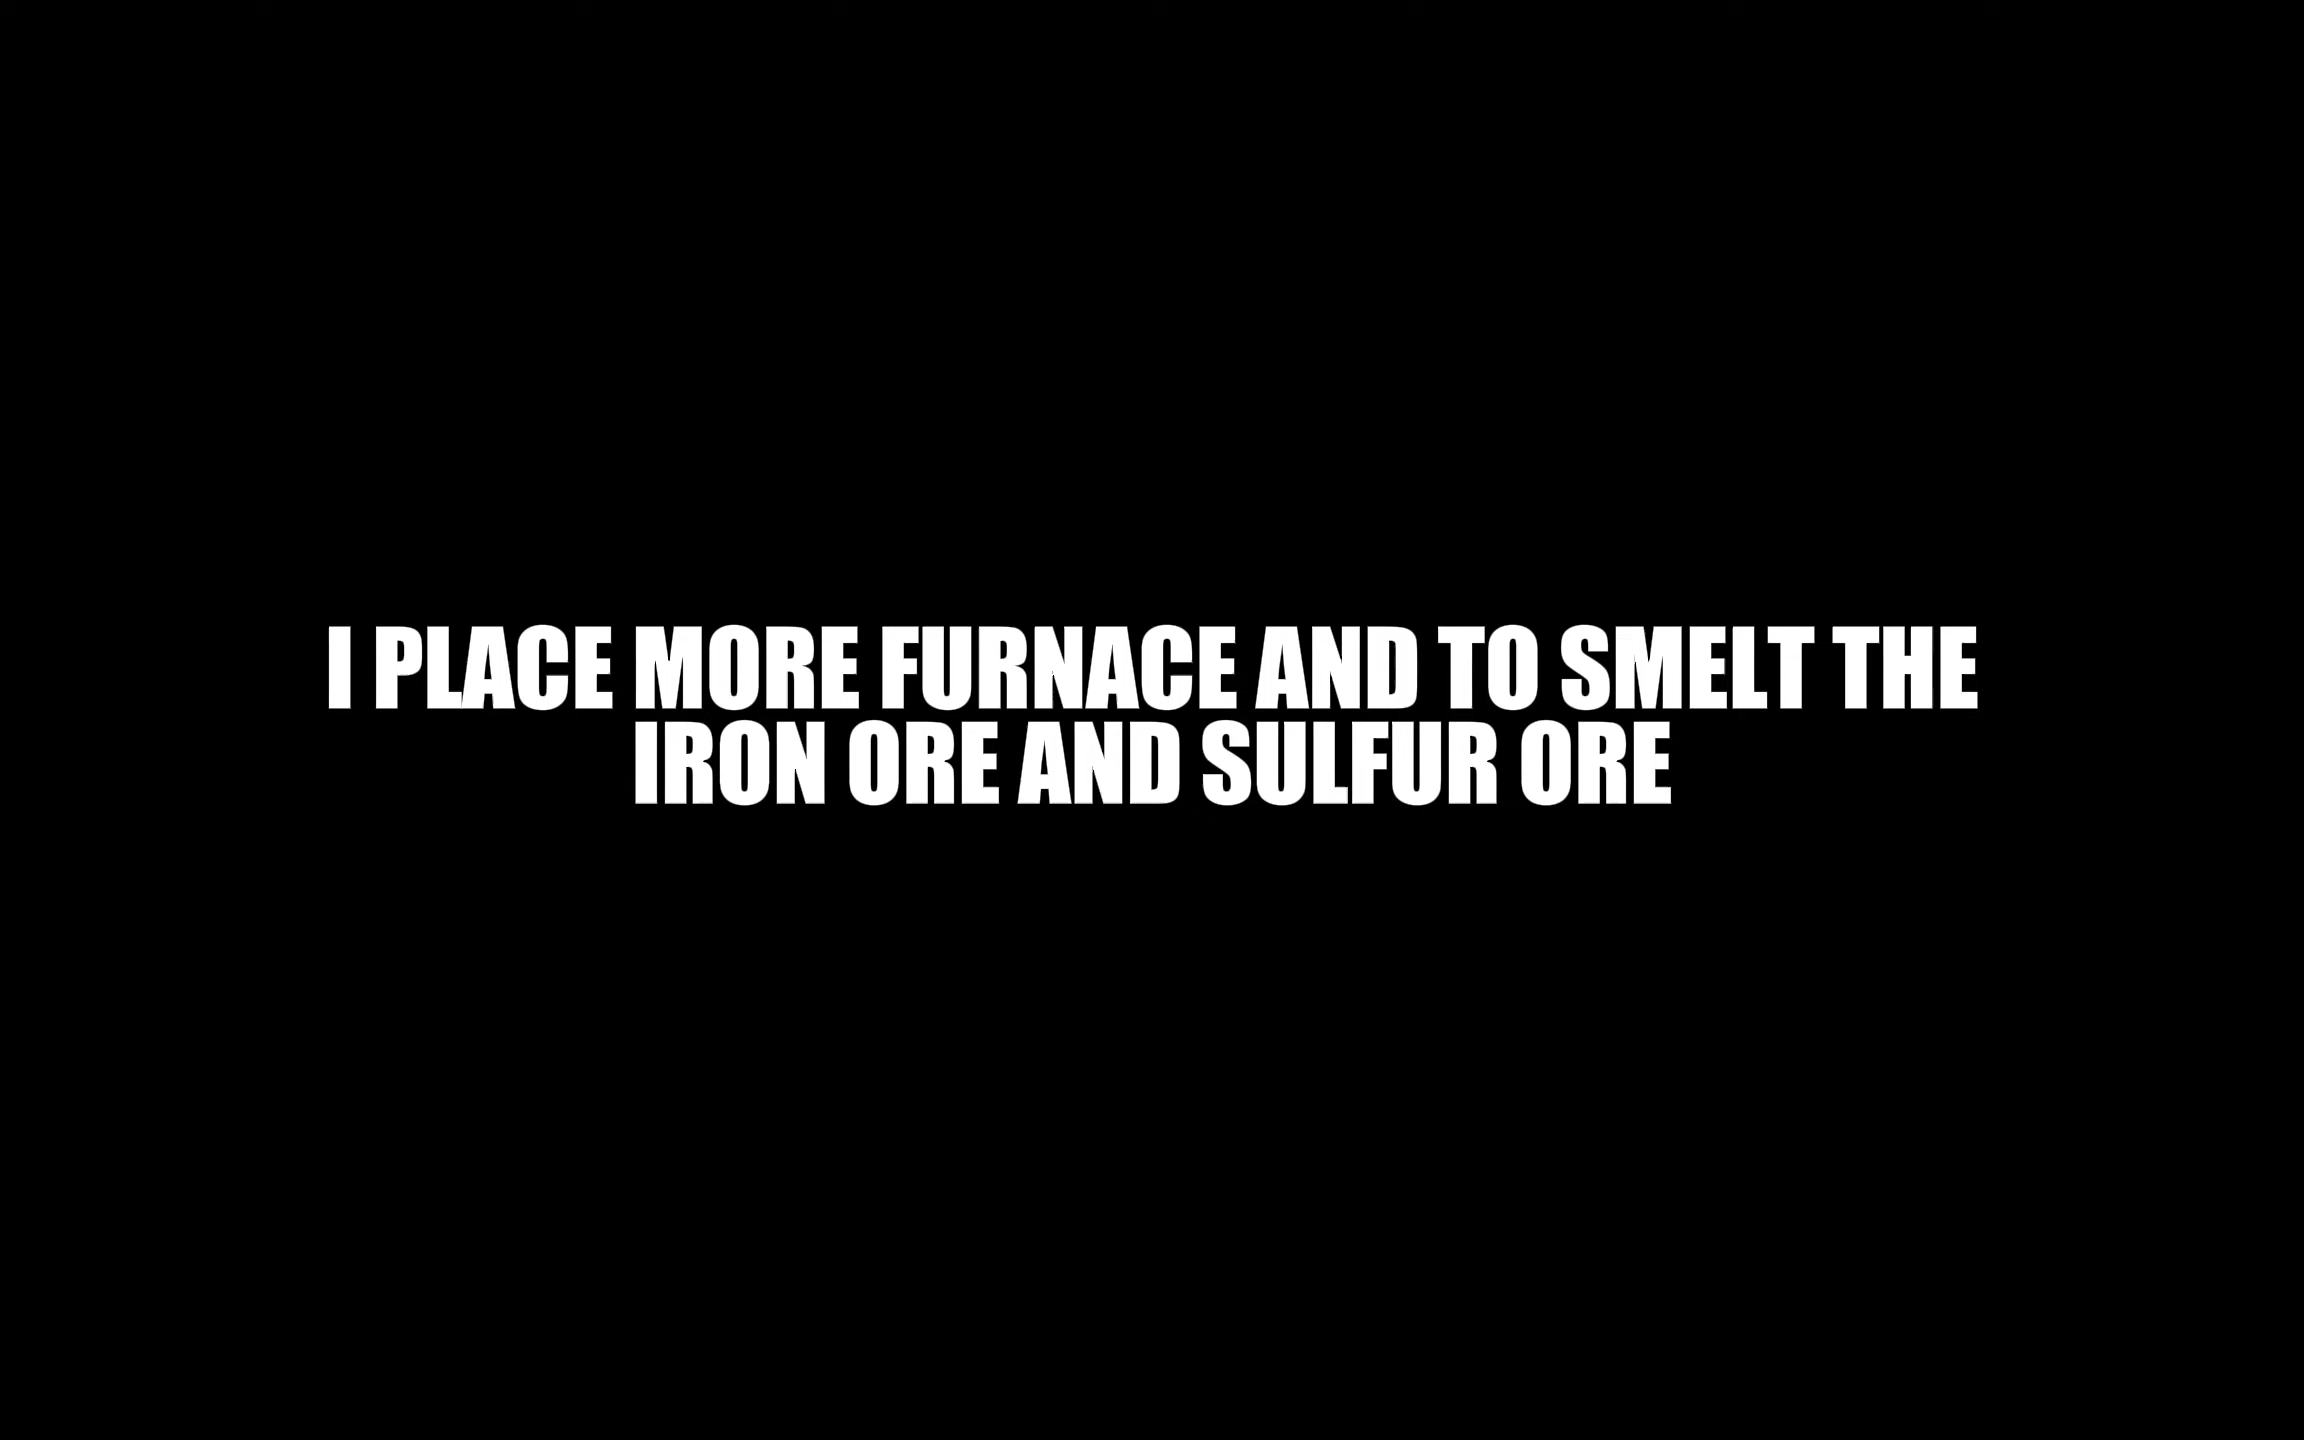 I PLACE MORE FURNACE AND TO SMELT THE
IRON ORE AND SULFUR ORE